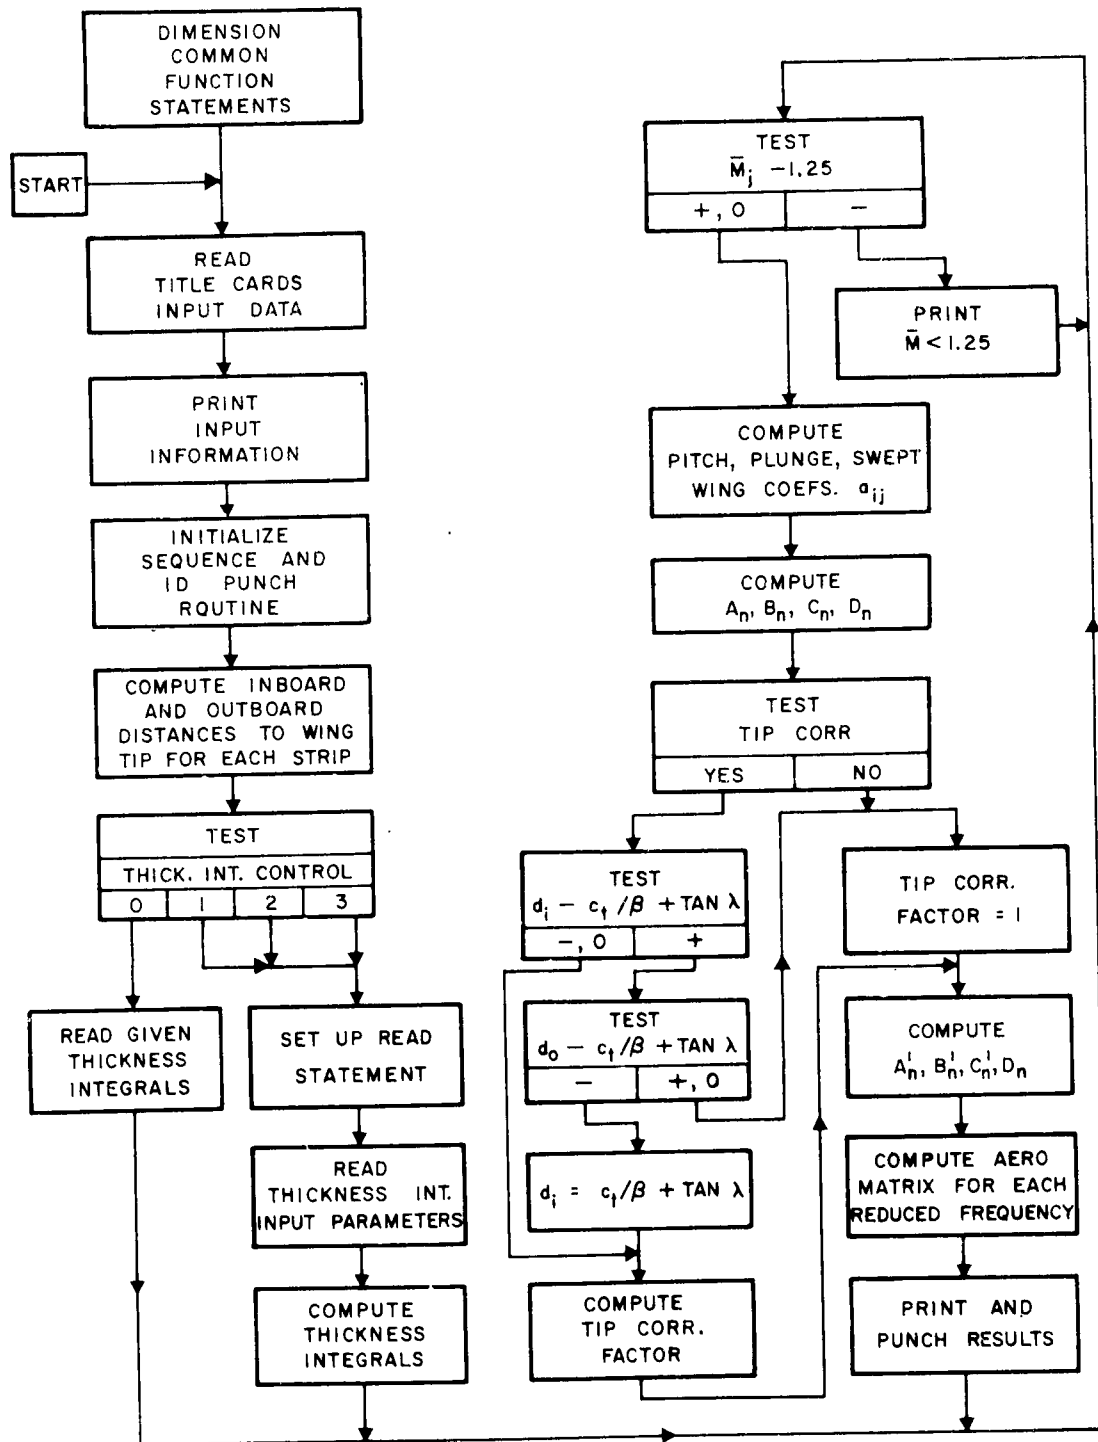 DIMENSION
COMMON
FUNCTION
STATEMENTS
START
READ
TITLE CARDS
INPUT DATA
PRINT
INPUT
INFORMATION
INITIALIZE
SEQUENCE AND
ID PUNCH
ROUTINE
COMPUTE INBOARD
AND OUTBOARD
DISTANCES TO WING
TIP FOR EACH STRIP
TEST
THICK. INT. CONTROL
0 1 2 3
READ GIVEN
THICKNESS
INTEGRALS
SET UP READ
STATEMENT
READ
THICKNESS INT.
INPUT PARAMETERS
COMPUTE
THICKNESS
INTEGRALS
TEST
M̄j -1.25
+, 0 −
PRINT
M̄ < 1.25
COMPUTE
PITCH, PLUNGE, SWEPT
WING COEFS. aij
COMPUTE
An, Bn, Cn, Dn
TEST
TIP CORR
YES NO
TEST
di − ct/β + TAN λ
−, 0 +
TEST
do − ct/β + TAN λ
− +, 0
di = ct/β + TAN λ
COMPUTE
TIP CORR.
FACTOR
TIP CORR.
FACTOR = 1
COMPUTE
A'n, B'n, C'n, Dn
COMPUTE AERO
MATRIX FOR EACH
REDUCED FREQUENCY
PRINT AND
PUNCH RESULTS